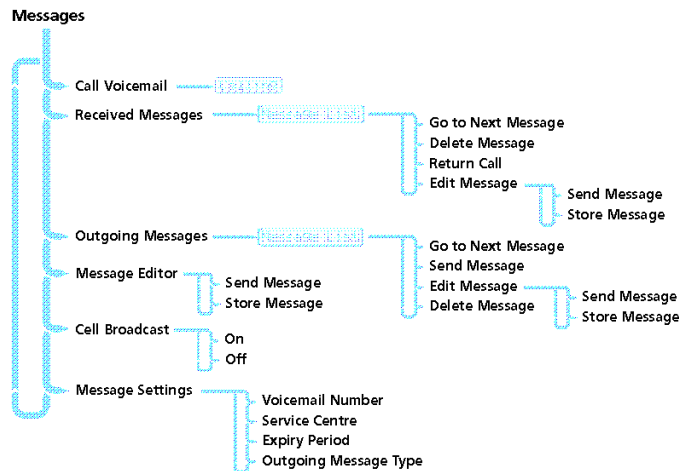 Messages
Call Voicemail
Received Messages
Go to Next Message
Delete Message
Return Call
Edit Message
Send Message
Store Message
Outgoing Messages
Go to Next Message
Send Message
Edit Message
Delete Message
Send Message
Store Message
Message Editor
Send Message
Store Message
Cell Broadcast
On
Off
Message Settings
Voicemail Number
Service Centre
Expiry Period
Outgoing Message Type